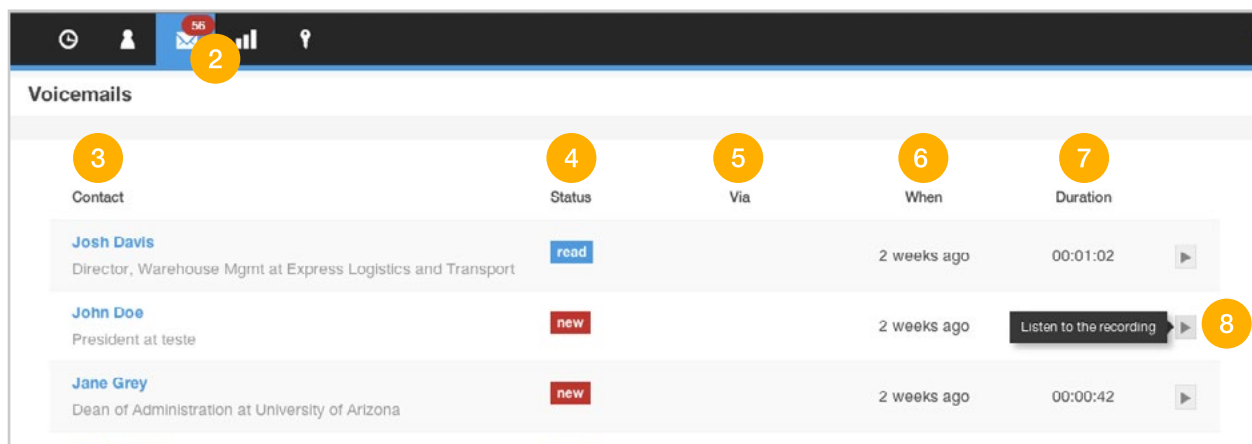 56
2
Voicemails
3 4 5 6 7
Contact Status Via When Duration
Josh Davis read 2 weeks ago 00:01:02
Director, Warehouse Mgmt at Express Logistics and Transport
John Doe new 2 weeks ago Listen to the recording 8
President at teste
Jane Grey new 2 weeks ago 00:00:42
Dean of Administration at University of Arizona